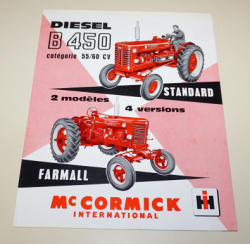 DIESEL
B 450
catégorie 55/60 CV
STANDARD
2 modèles
4 versions
FARMALL
McCORMICK
INTERNATIONAL
IH